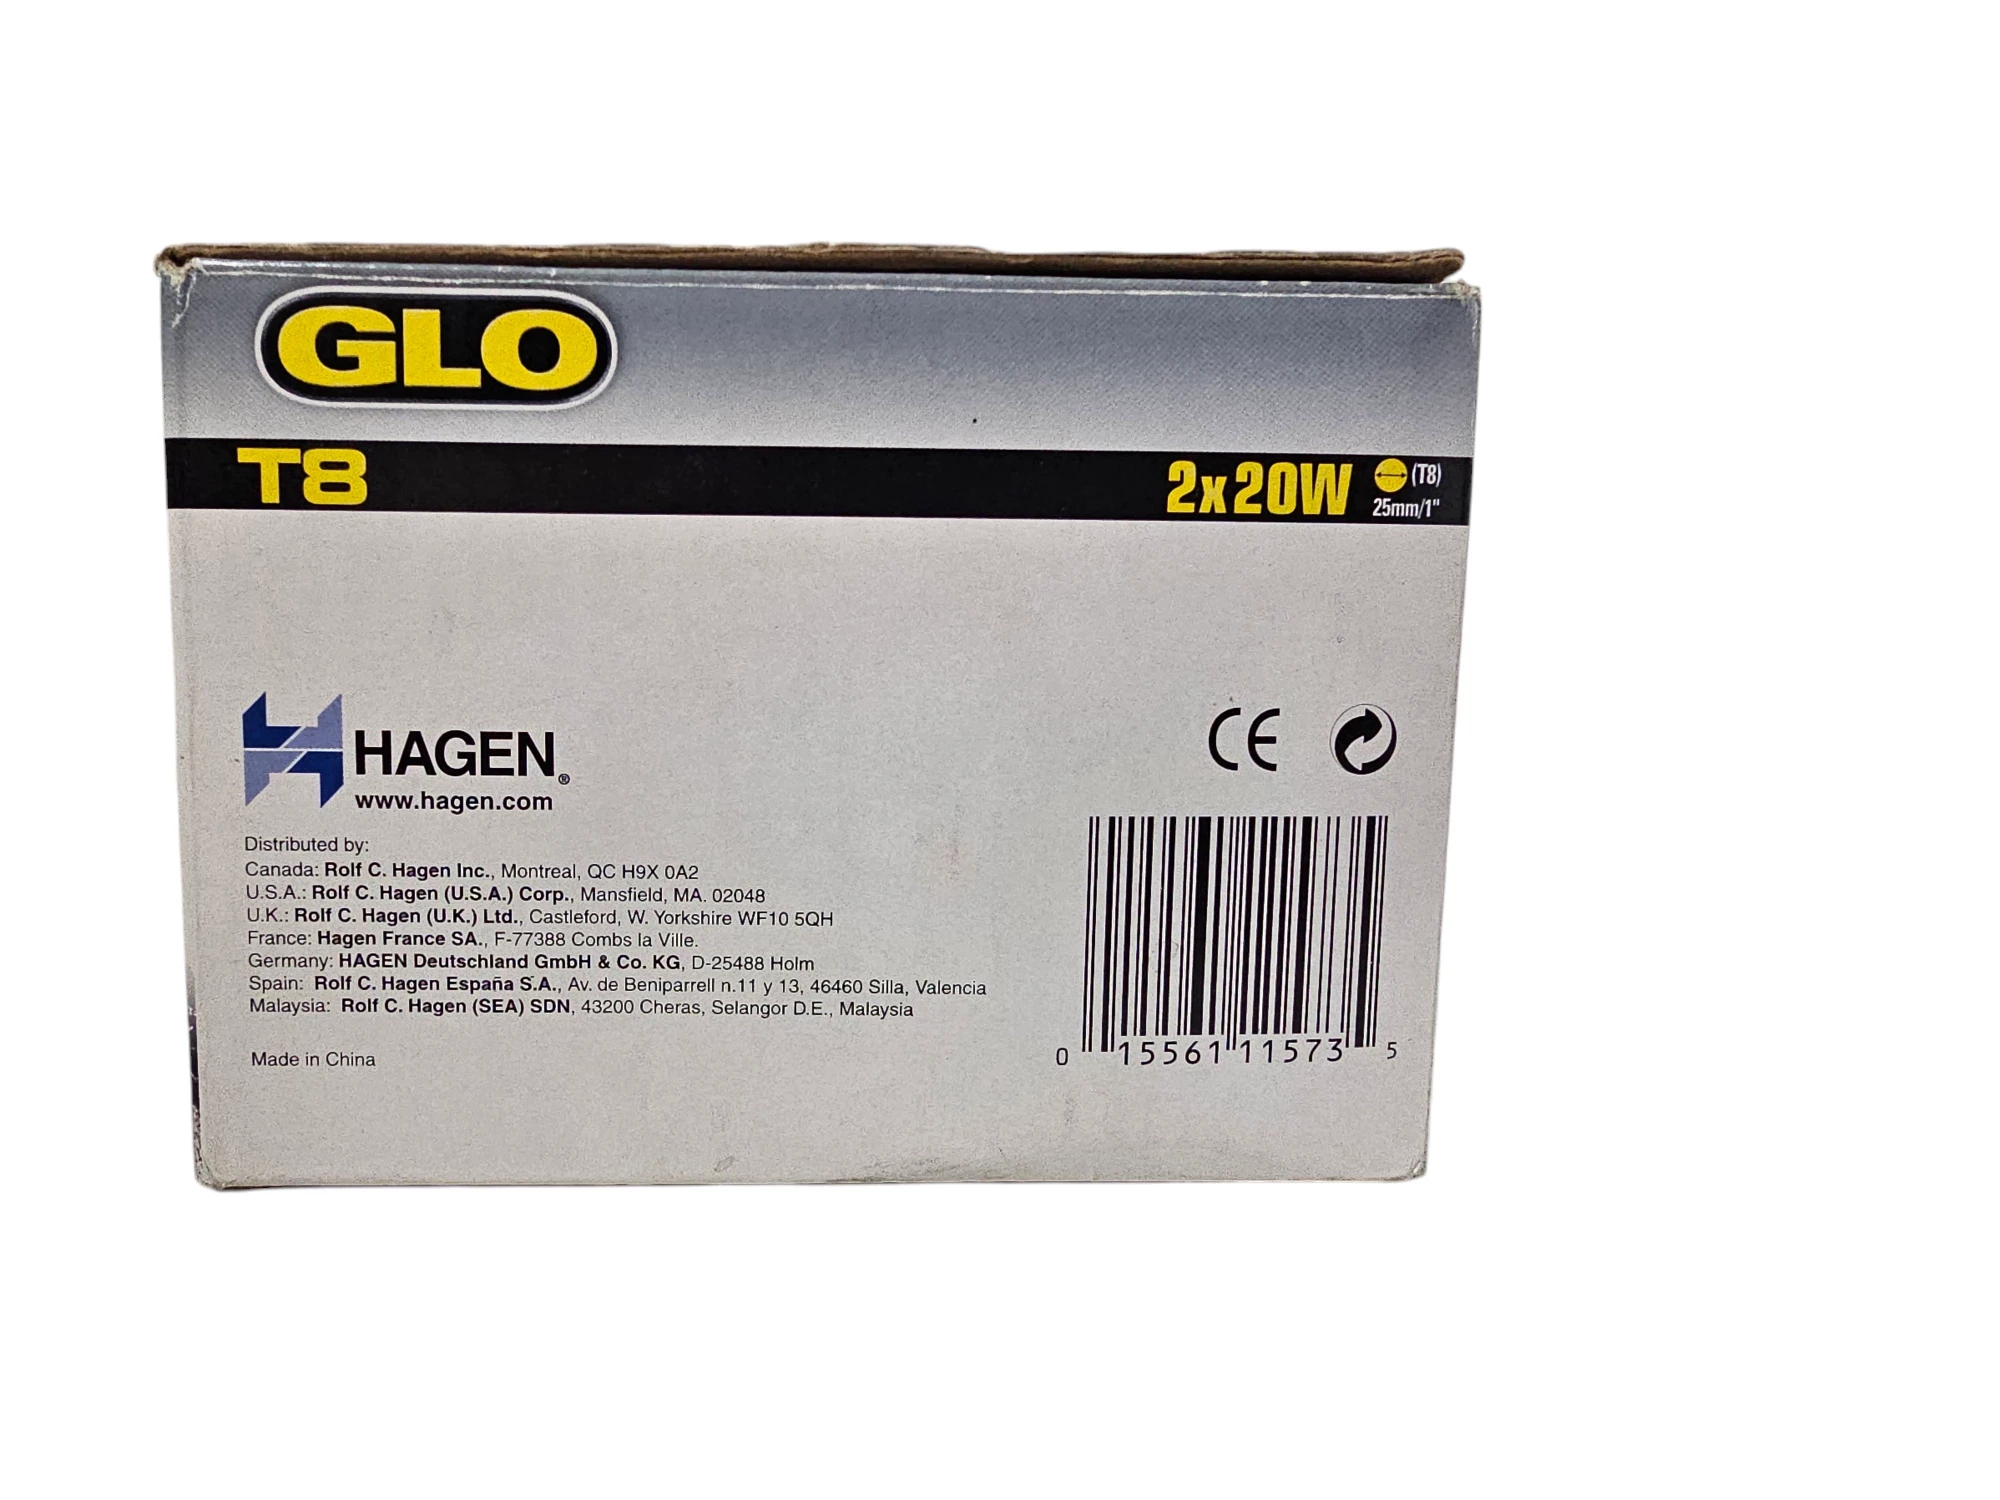 GLO
T8
2x20W (T8)
25mm/1"
HAGEN®
www.hagen.com
CE
Distributed by:
Canada: Rolf C. Hagen Inc., Montreal, QC H9X 0A2
U.S.A.: Rolf C. Hagen (U.S.A.) Corp., Mansfield, MA. 02048
U.K.: Rolf C. Hagen (U.K.) Ltd., Castleford, W. Yorkshire WF10 5QH
France: Hagen France SA., F-77388 Combs la Ville.
Germany: HAGEN Deutschland GmbH & Co. KG, D-25488 Holm
Spain: Rolf C. Hagen España S.A., Av. de Beniparrell n.11 y 13, 46460 Silla, Valencia
Malaysia: Rolf C. Hagen (SEA) SDN, 43200 Cheras, Selangor D.E., Malaysia
Made in China
0 15561 11573 5